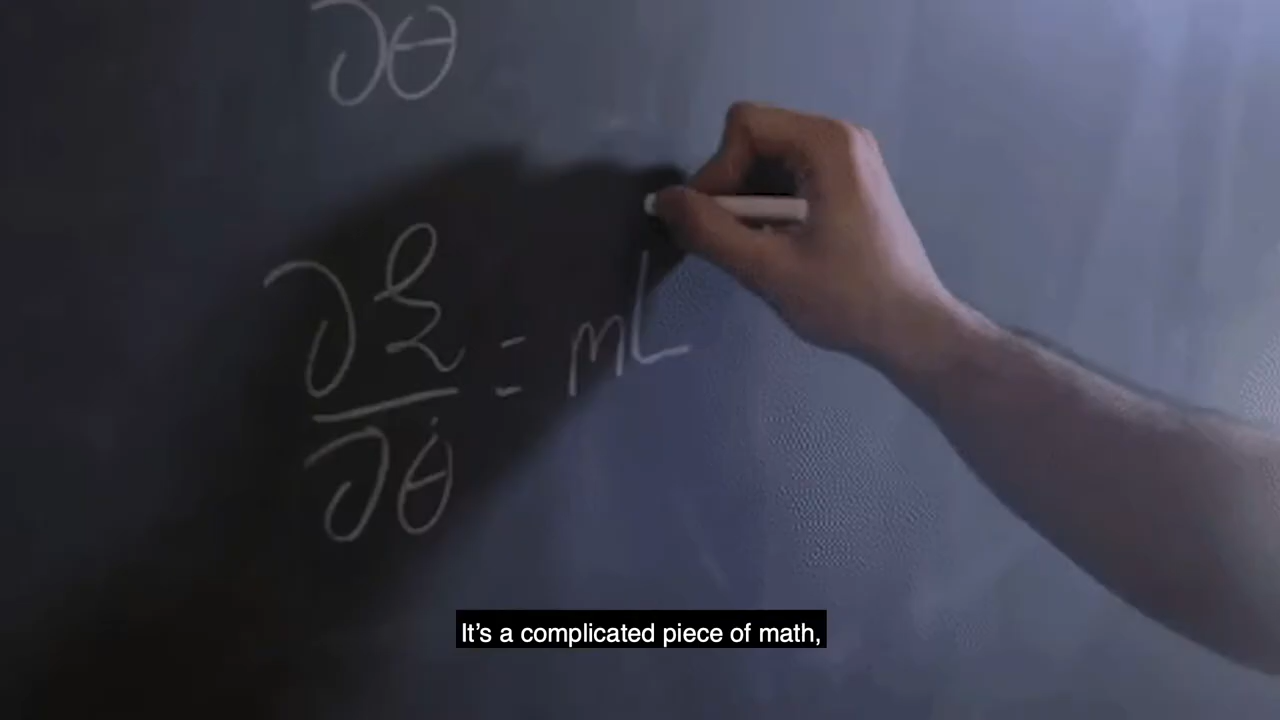 ∂θ
∂ℒ
= mL
∂θ̇
It's a complicated piece of math,